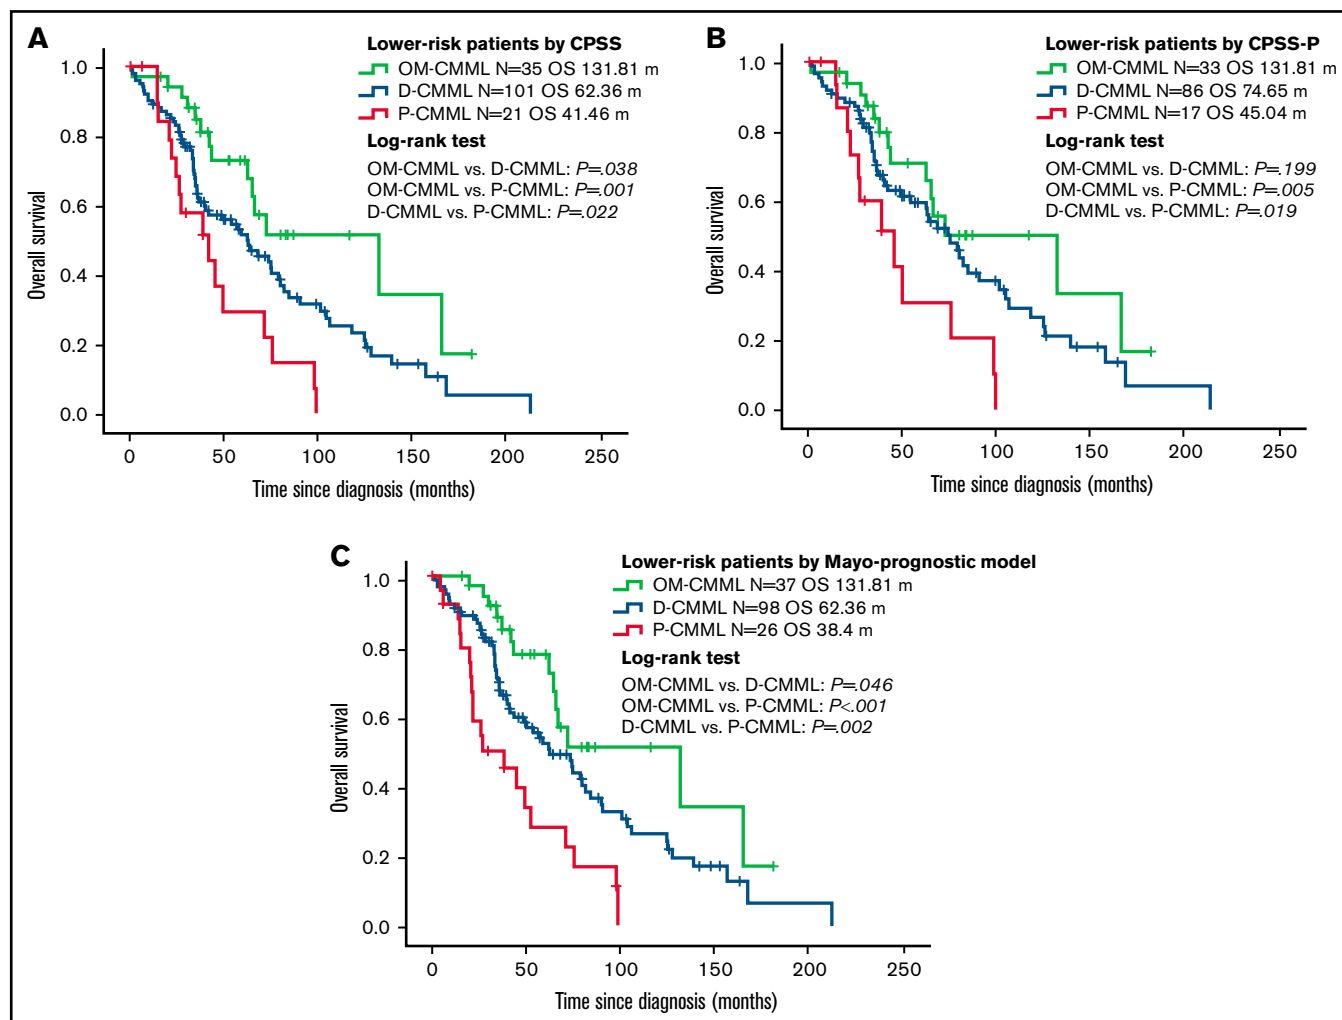 A
Lower-risk patients by CPSS
OM-CMML N=35 OS 131.81 m
D-CMML N=101 OS 62.36 m
P-CMML N=21 OS 41.46 m
Log-rank test
OM-CMML vs. D-CMML: P=.038
OM-CMML vs. P-CMML: P=.001
D-CMML vs. P-CMML: P=.022
Overall survival
1.0
0.8
0.6
0.4
0.2
0.0
0 50 100 150 200 250
Time since diagnosis (months)
B
Lower-risk patients by CPSS-P
OM-CMML N=33 OS 131.81 m
D-CMML N=86 OS 74.65 m
P-CMML N=17 OS 45.04 m
Log-rank test
OM-CMML vs. D-CMML: P=.199
OM-CMML vs. P-CMML: P=.005
D-CMML vs. P-CMML: P=.019
Overall survival
1.0
0.8
0.6
0.4
0.2
0.0
0 50 100 150 200 250
Time since diagnosis (months)
C
Lower-risk patients by Mayo-prognostic model
OM-CMML N=37 OS 131.81 m
D-CMML N=98 OS 62.36 m
P-CMML N=26 OS 38.4 m
Log-rank test
OM-CMML vs. D-CMML: P=.046
OM-CMML vs. P-CMML: P<.001
D-CMML vs. P-CMML: P=.002
Overall survival
1.0
0.8
0.6
0.4
0.2
0.0
0 50 100 150 200 250
Time since diagnosis (months)